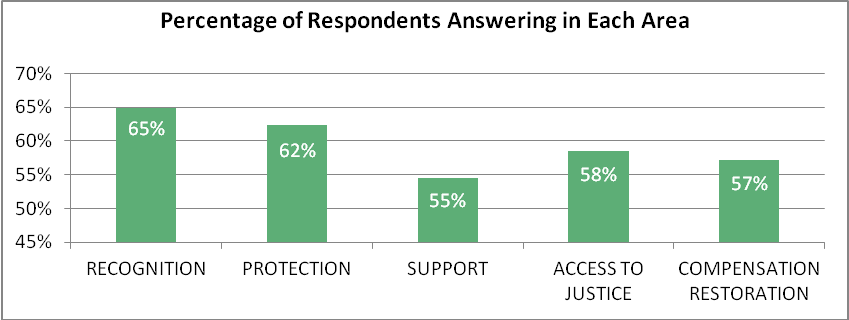 Percentage of Respondents Answering in Each Area
70%
65%
60%
55%
50%
45%
65%
62%
55%
58%
57%
RECOGNITION
PROTECTION
SUPPORT
ACCESS TO
JUSTICE
COMPENSATION
RESTORATION